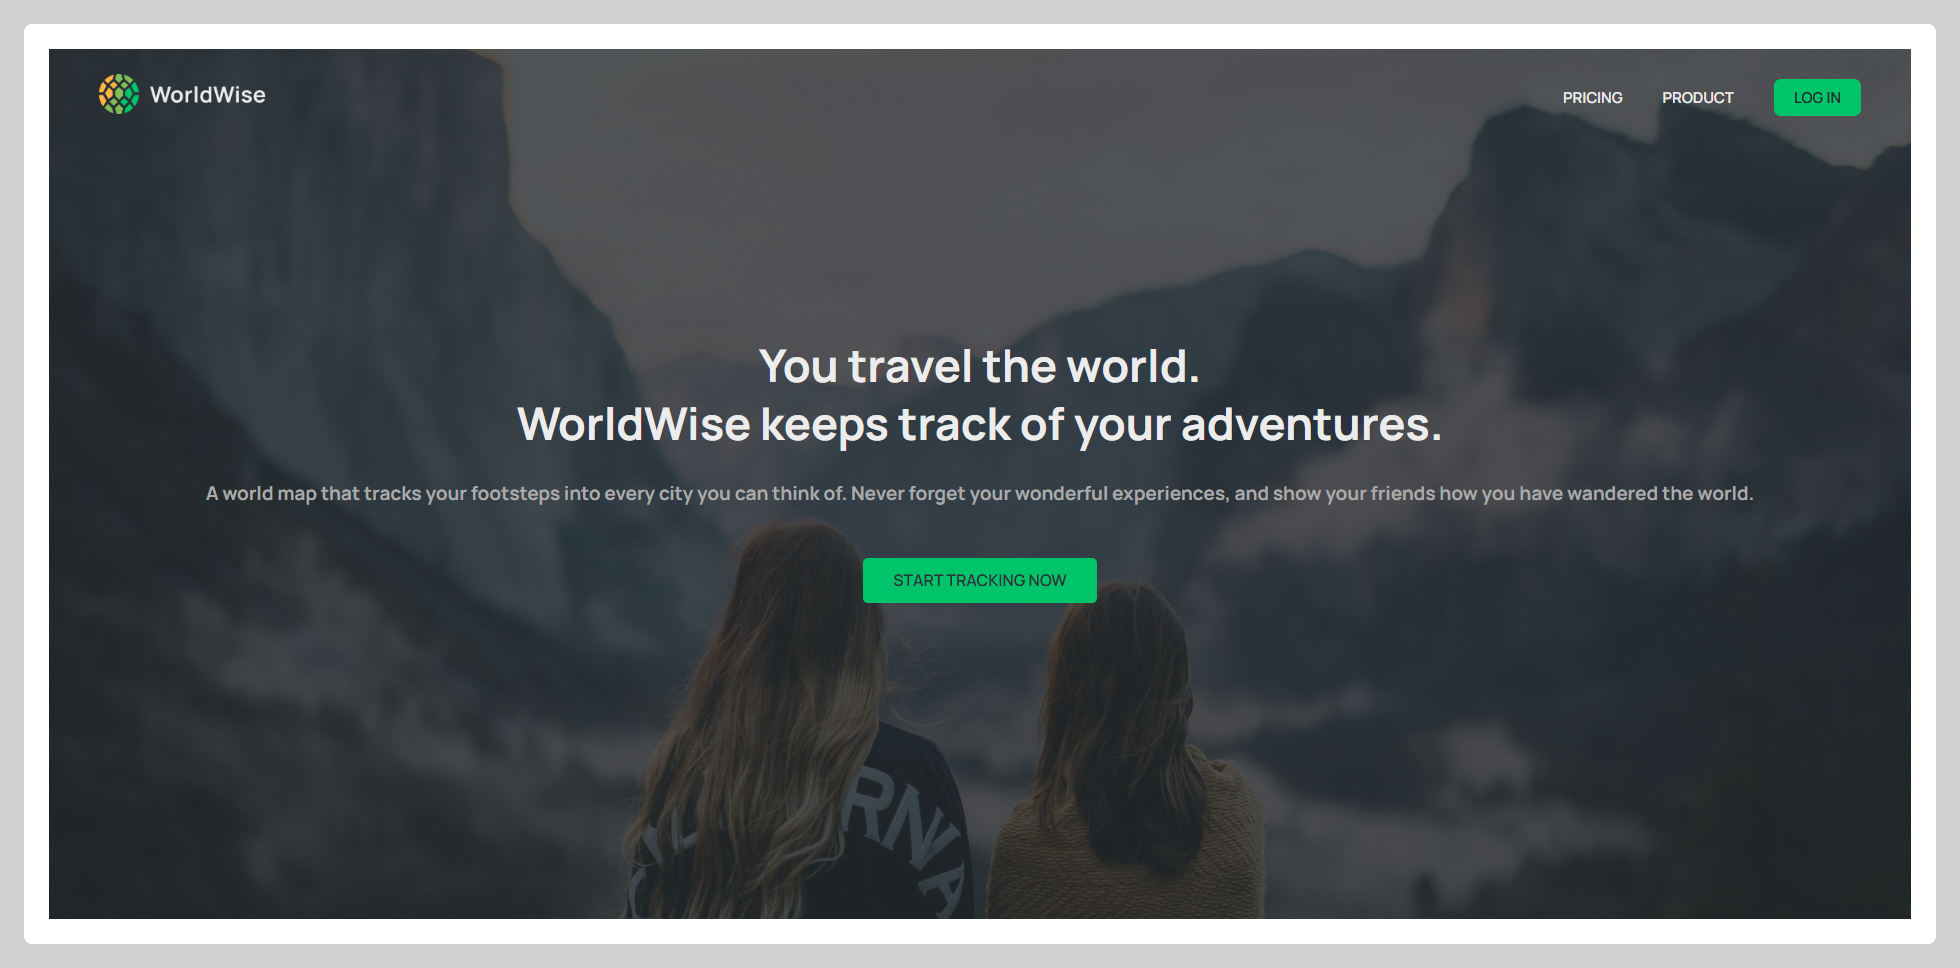 WorldWise
PRICING
PRODUCT
LOG IN
You travel the world.
WorldWise keeps track of your adventures.
A world map that tracks your footsteps into every city you can think of. Never forget your wonderful experiences, and show your friends how you have wandered the world.
START TRACKING NOW
RNA